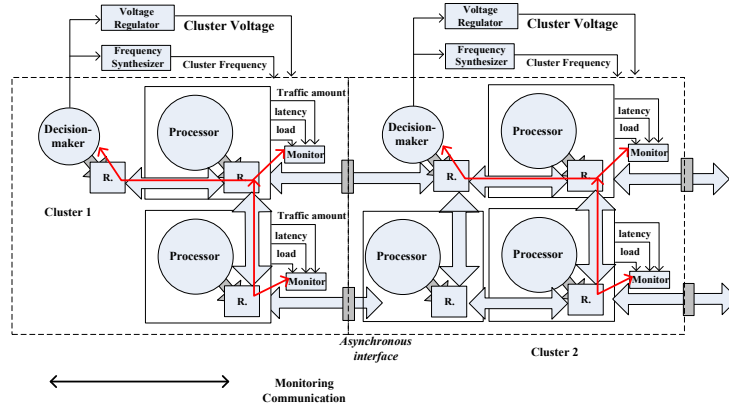 Voltage
Regulator
Cluster Voltage
Frequency
Synthesizer
Cluster Frequency
Voltage
Regulator
Cluster Voltage
Frequency
Synthesizer
Cluster Frequency
Decision-
maker
Processor
Traffic amount
latency
load
Monitor
R.
R.
Cluster 1
Processor
Traffic amount
latency
load
Monitor
R.
Decision-
maker
Processor
latency
load
Monitor
R.
R.
Processor
R.
Processor
latency
load
Monitor
R.
Asynchronous
interface
Cluster 2
Monitoring
Communication